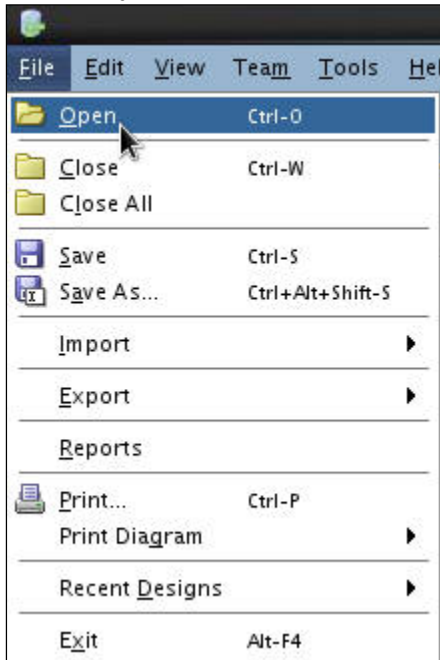 File Edit View Team Tools Hel
Open Ctrl-O
Close Ctrl-W
Close All
Save Ctrl-S
Save As... Ctrl+Alt+Shift-S
Import
Export
Reports
Print... Ctrl-P
Print Diagram
Recent Designs
Exit Alt-F4